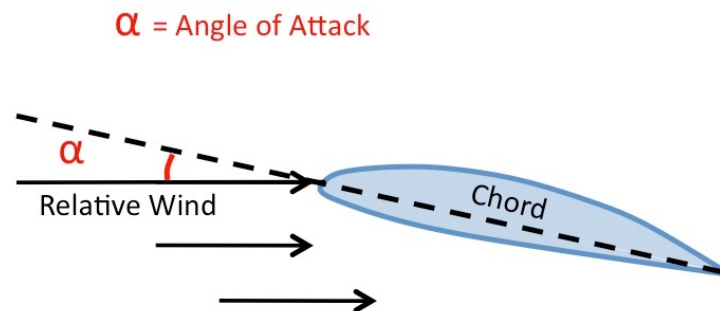 α = Angle of Attack
α
Relative Wind
Chord